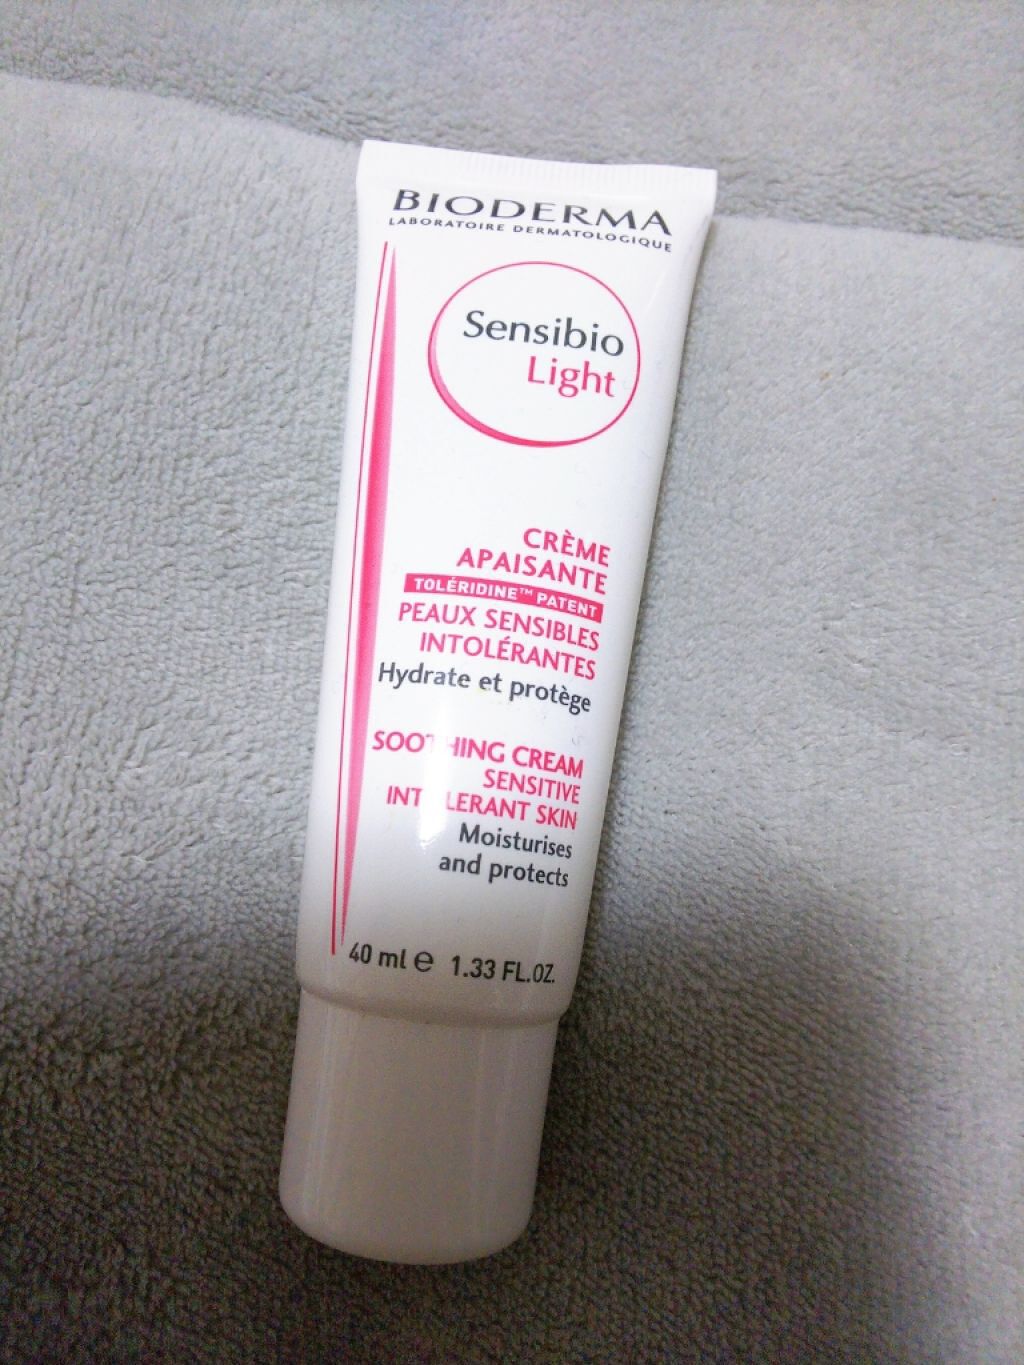 BIODERMA
LABORATOIRE DERMATOLOGIQUE
Sensibio
Light
CRÈME
APAISANTE
TOLÉRIDINE™ PATENT
PEAUX SENSIBLES
INTOLÉRANTES
Hydrate et protège
SOOTHING CREAM
SENSITIVE
INTOLERANT SKIN
Moisturises
and protects
40 ml ℮ 1.33 FL.OZ.